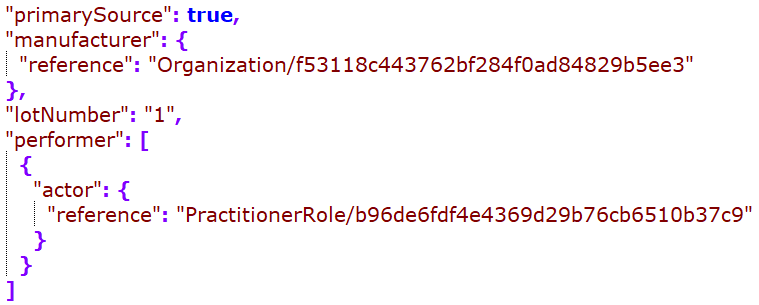 "primarySource": true,
"manufacturer": {
"reference": "Organization/f53118c443762bf284f0ad84829b5ee3"
},
"lotNumber": "1",
"performer": [
{
"actor": {
"reference": "PractitionerRole/b96de6fdf4e4369d29b76cb6510b37c9"
}
}
]